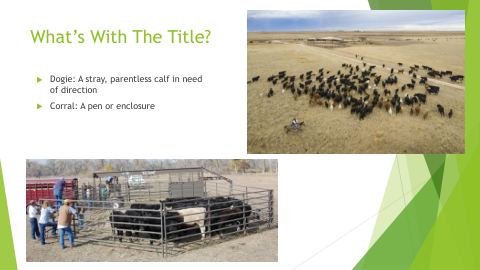 What's With The Title?
Dogie: A stray, parentless calf in need
of direction
Corral: A pen or enclosure